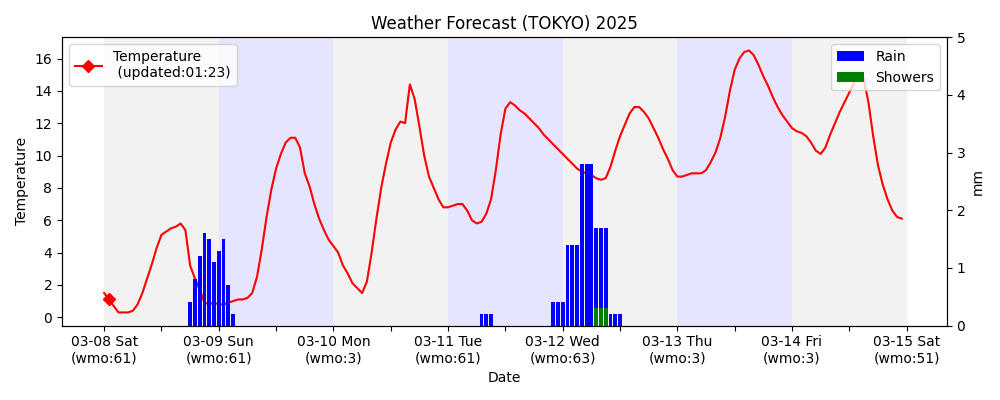 Weather Forecast (TOKYO) 2025
Temperature
(updated:01:23)
Rain
Showers
Temperature
16
14
12
10
8
6
4
2
0
5
4
3
2
1
0
mm
03-08 Sat
(wmo:61)
03-09 Sun
(wmo:61)
03-10 Mon
(wmo:3)
03-11 Tue
(wmo:61)
03-12 Wed
(wmo:63)
03-13 Thu
(wmo:3)
03-14 Fri
(wmo:3)
03-15 Sat
(wmo:51)
Date